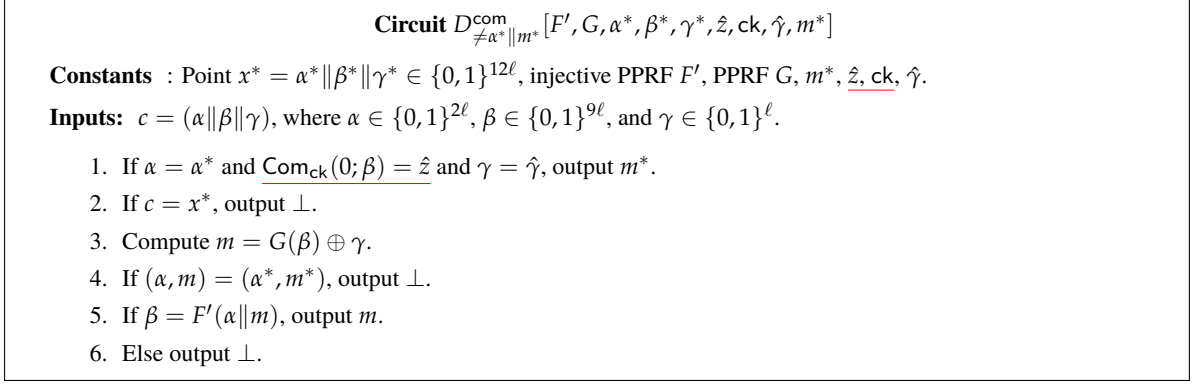 Circuit D^com_{≠α*∥m*}[F′, G, α*, β*, γ*, ẑ, ck, γ̂, m*]
Constants : Point x* = α*∥β*∥γ* ∈ {0, 1}^{12ℓ}, injective PPRF F′, PPRF G, m*, ẑ, ck, γ̂.
Inputs: c = (α∥β∥γ), where α ∈ {0, 1}^{2ℓ}, β ∈ {0, 1}^{9ℓ}, and γ ∈ {0, 1}^ℓ.
1. If α = α* and Com_ck(0; β) = ẑ and γ = γ̂, output m*.
2. If c = x*, output ⊥.
3. Compute m = G(β) ⊕ γ.
4. If (α, m) = (α*, m*), output ⊥.
5. If β = F′(α∥m), output m.
6. Else output ⊥.